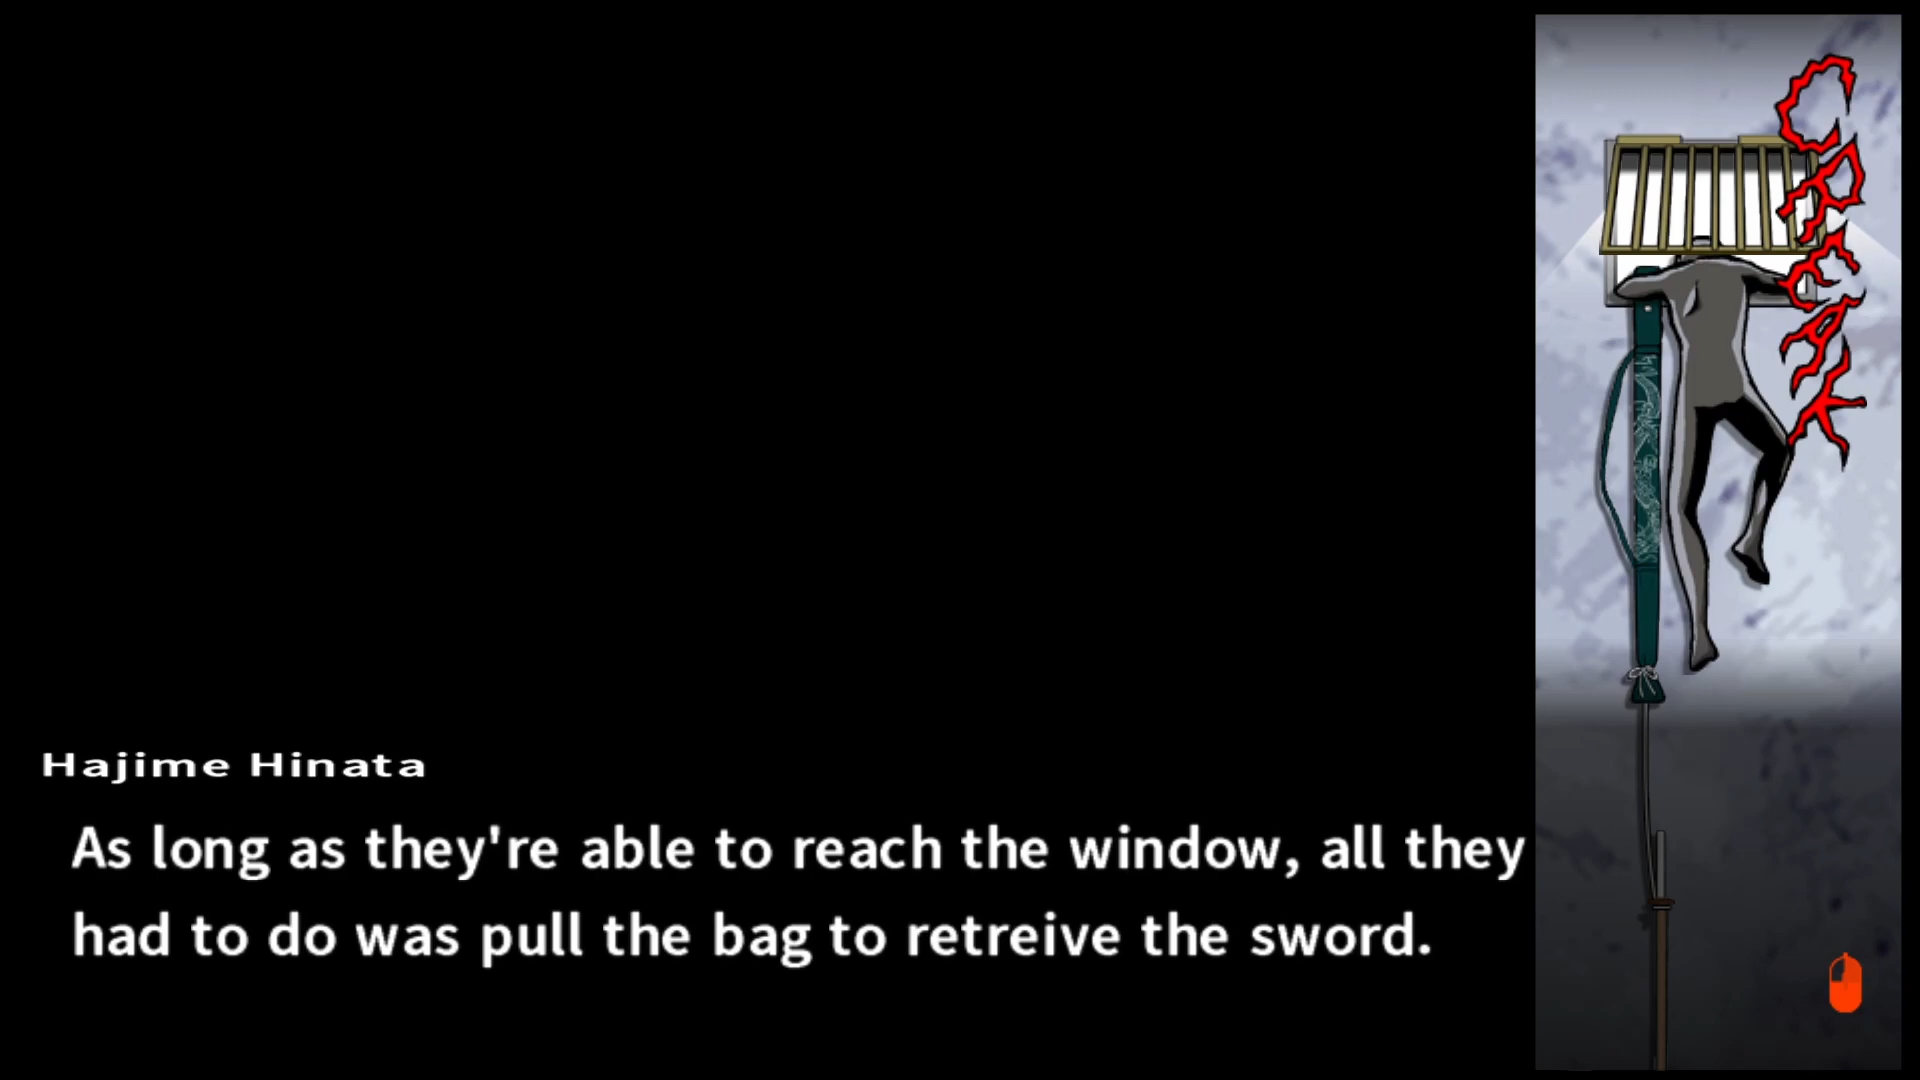 CREAK
Hajime Hinata
As long as they're able to reach the window, all they
had to do was pull the bag to retreive the sword.